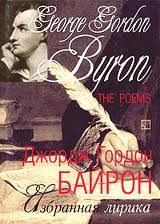 George Gordon
Byron
THE POEMS
Джордж Гордон
БАЙРОН
Избранная лирика